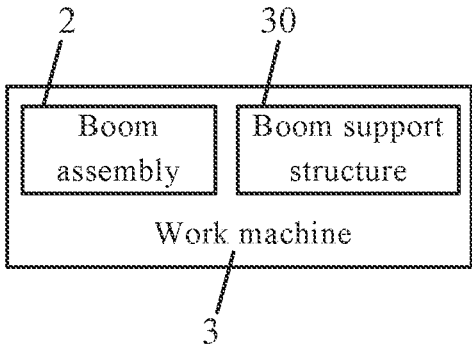 2 30
Boom
assembly
Boom support
structure
Work machine
3